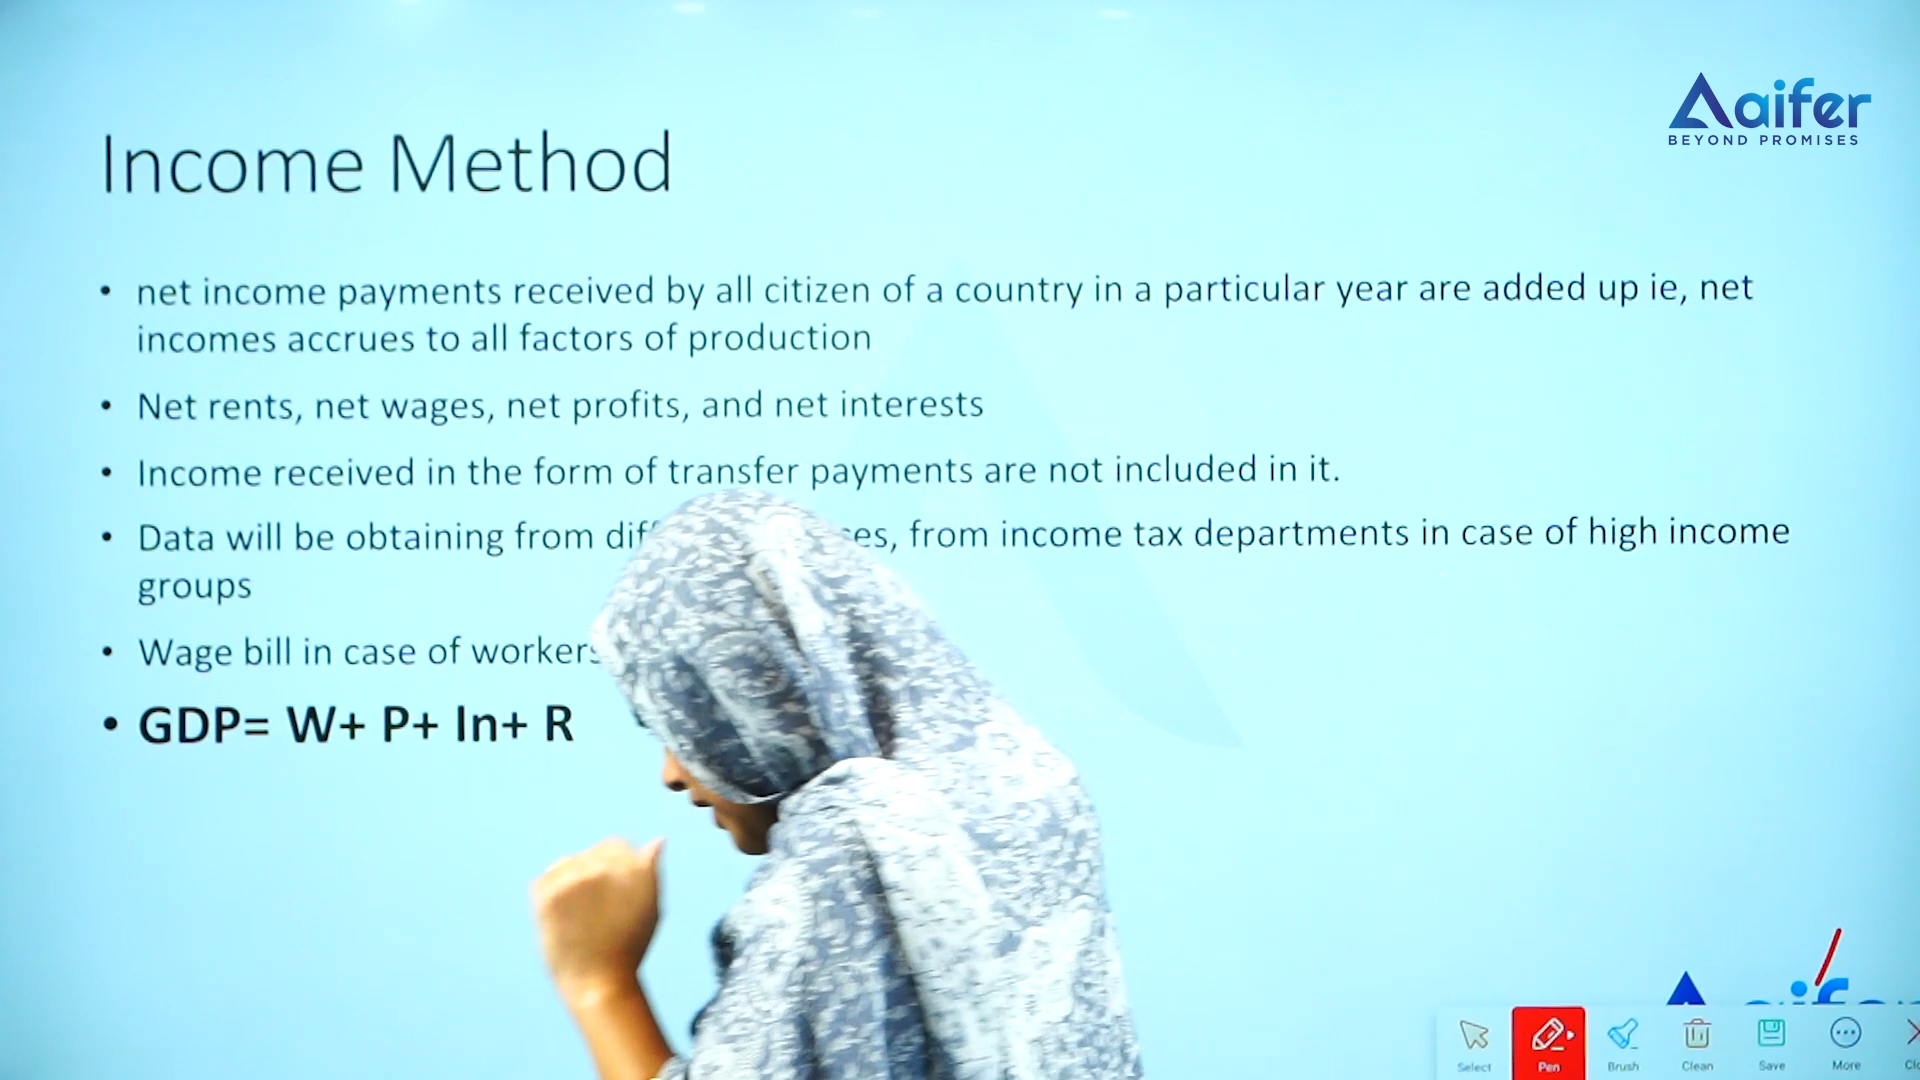 Aaifer
BEYOND PROMISES
Income Method
• net income payments received by all citizen of a country in a particular year are added up ie, net
incomes accrues to all factors of production
• Net rents, net wages, net profits, and net interests
• Income received in the form of transfer payments are not included in it.
• Data will be obtaining from from income tax departments in case of high income
groups
• Wage bill in case of workers
• GDP= W+ P+ In+ R
Select Pen Brush Clean Save More